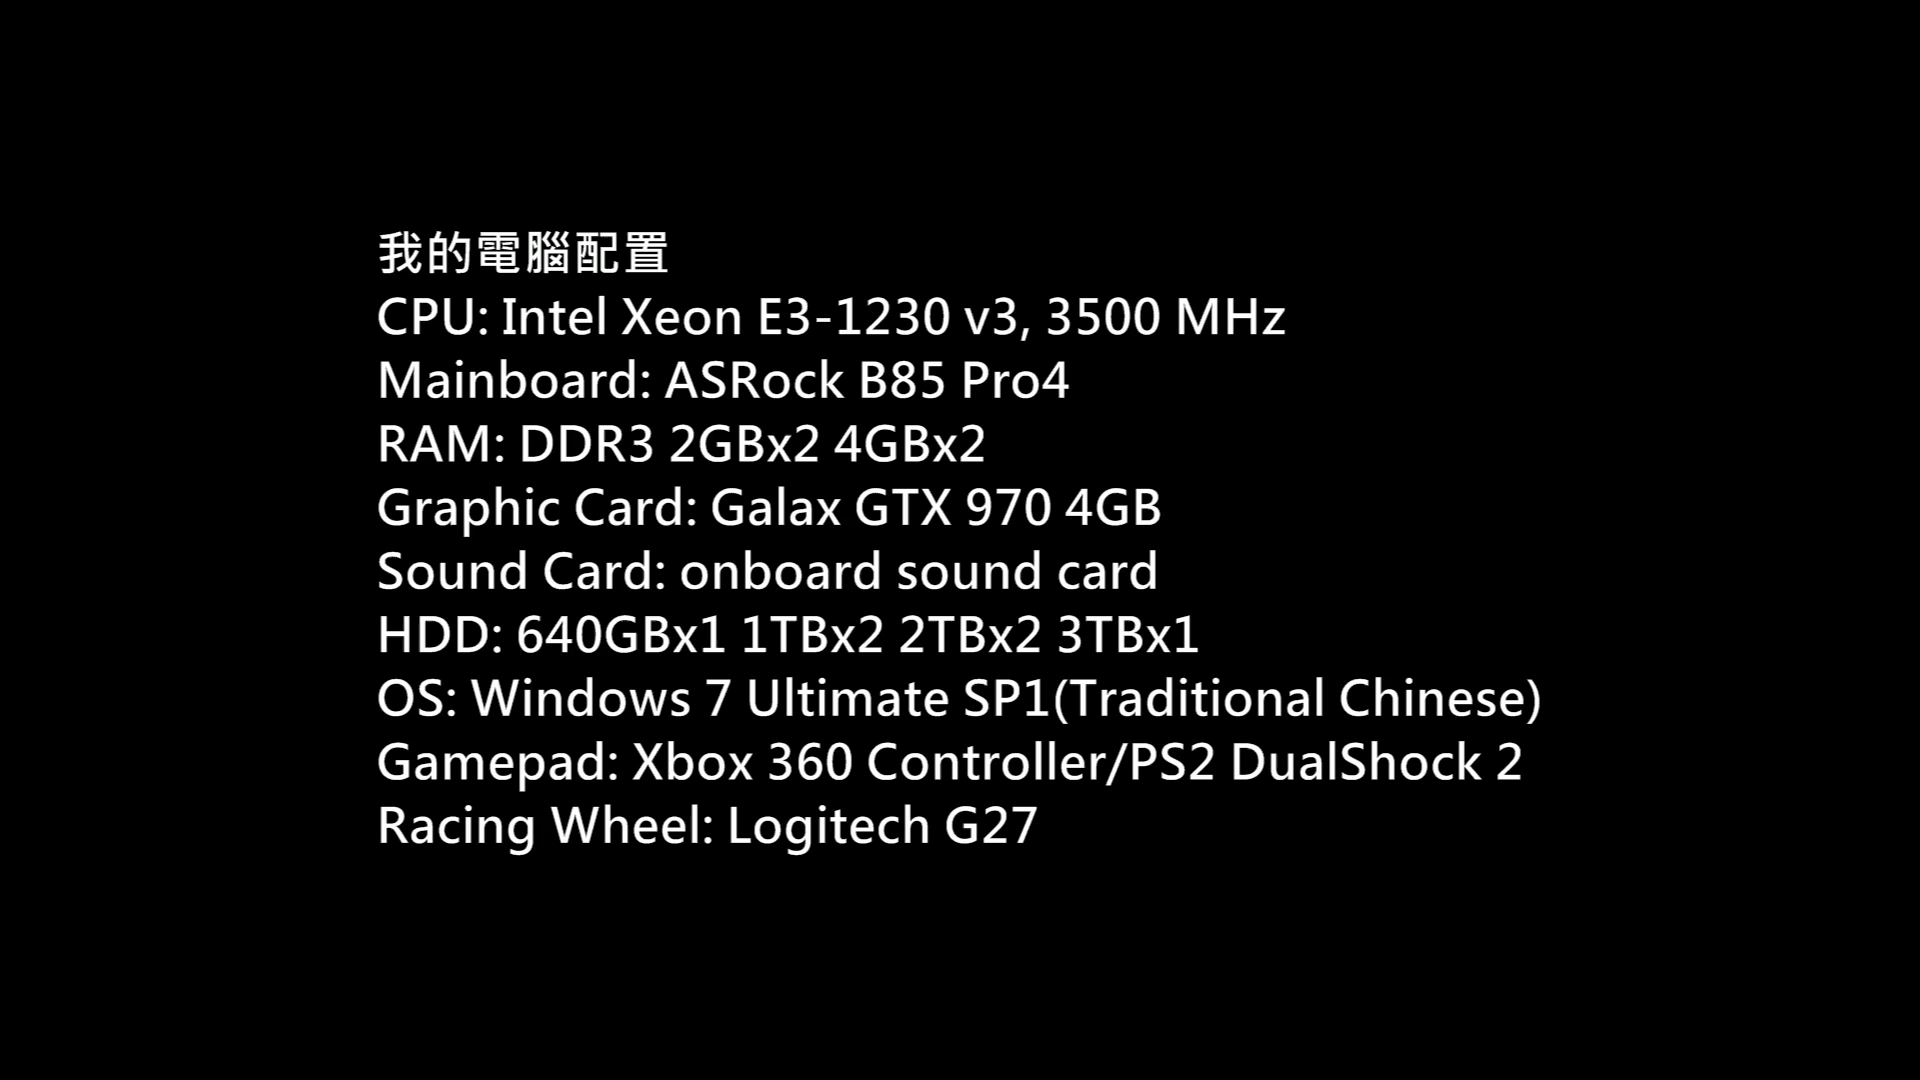 我的電腦配置
CPU: Intel Xeon E3-1230 v3, 3500 MHz
Mainboard: ASRock B85 Pro4
RAM: DDR3 2GBx2 4GBx2
Graphic Card: Galax GTX 970 4GB
Sound Card: onboard sound card
HDD: 640GBx1 1TBx2 2TBx2 3TBx1
OS: Windows 7 Ultimate SP1(Traditional Chinese)
Gamepad: Xbox 360 Controller/PS2 DualShock 2
Racing Wheel: Logitech G27